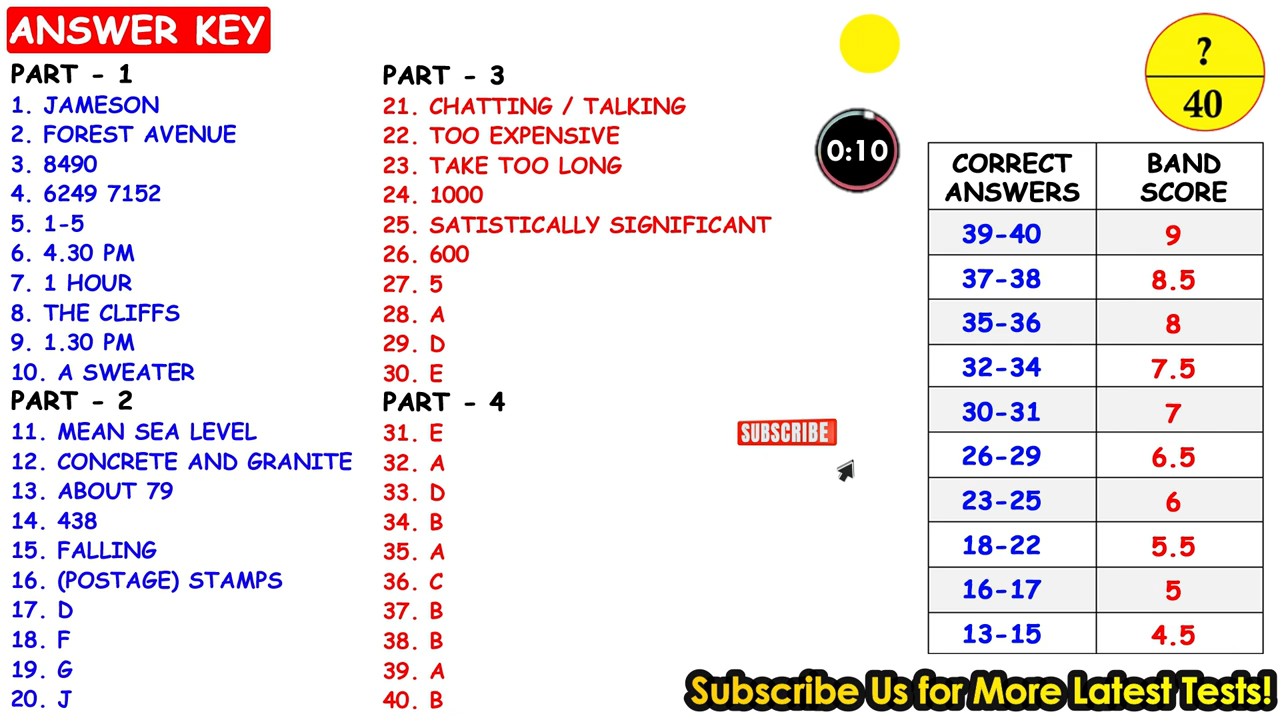 ANSWER KEY
PART - 1
1. JAMESON
2. FOREST AVENUE
3. 8490
4. 6249 7152
5. 1-5
6. 4.30 PM
7. 1 HOUR
8. THE CLIFFS
9. 1.30 PM
10. A SWEATER
PART - 2
11. MEAN SEA LEVEL
12. CONCRETE AND GRANITE
13. ABOUT 79
14. 438
15. FALLING
16. (POSTAGE) STAMPS
17. D
18. F
19. G
20. J
PART - 3
21. CHATTING / TALKING
22. TOO EXPENSIVE
23. TAKE TOO LONG
24. 1000
25. SATISTICALLY SIGNIFICANT
26. 600
27. 5
28. A
29. D
30. E
PART - 4
31. E
32. A
33. D
34. B
35. A
36. C
37. B
38. B
39. A
40. B
0:10
SUBSCRIBE
?
40
CORRECT ANSWERS BAND SCORE
39-40 9
37-38 8.5
35-36 8
32-34 7.5
30-31 7
26-29 6.5
23-25 6
18-22 5.5
16-17 5
13-15 4.5
Subscribe Us for More Latest Tests!